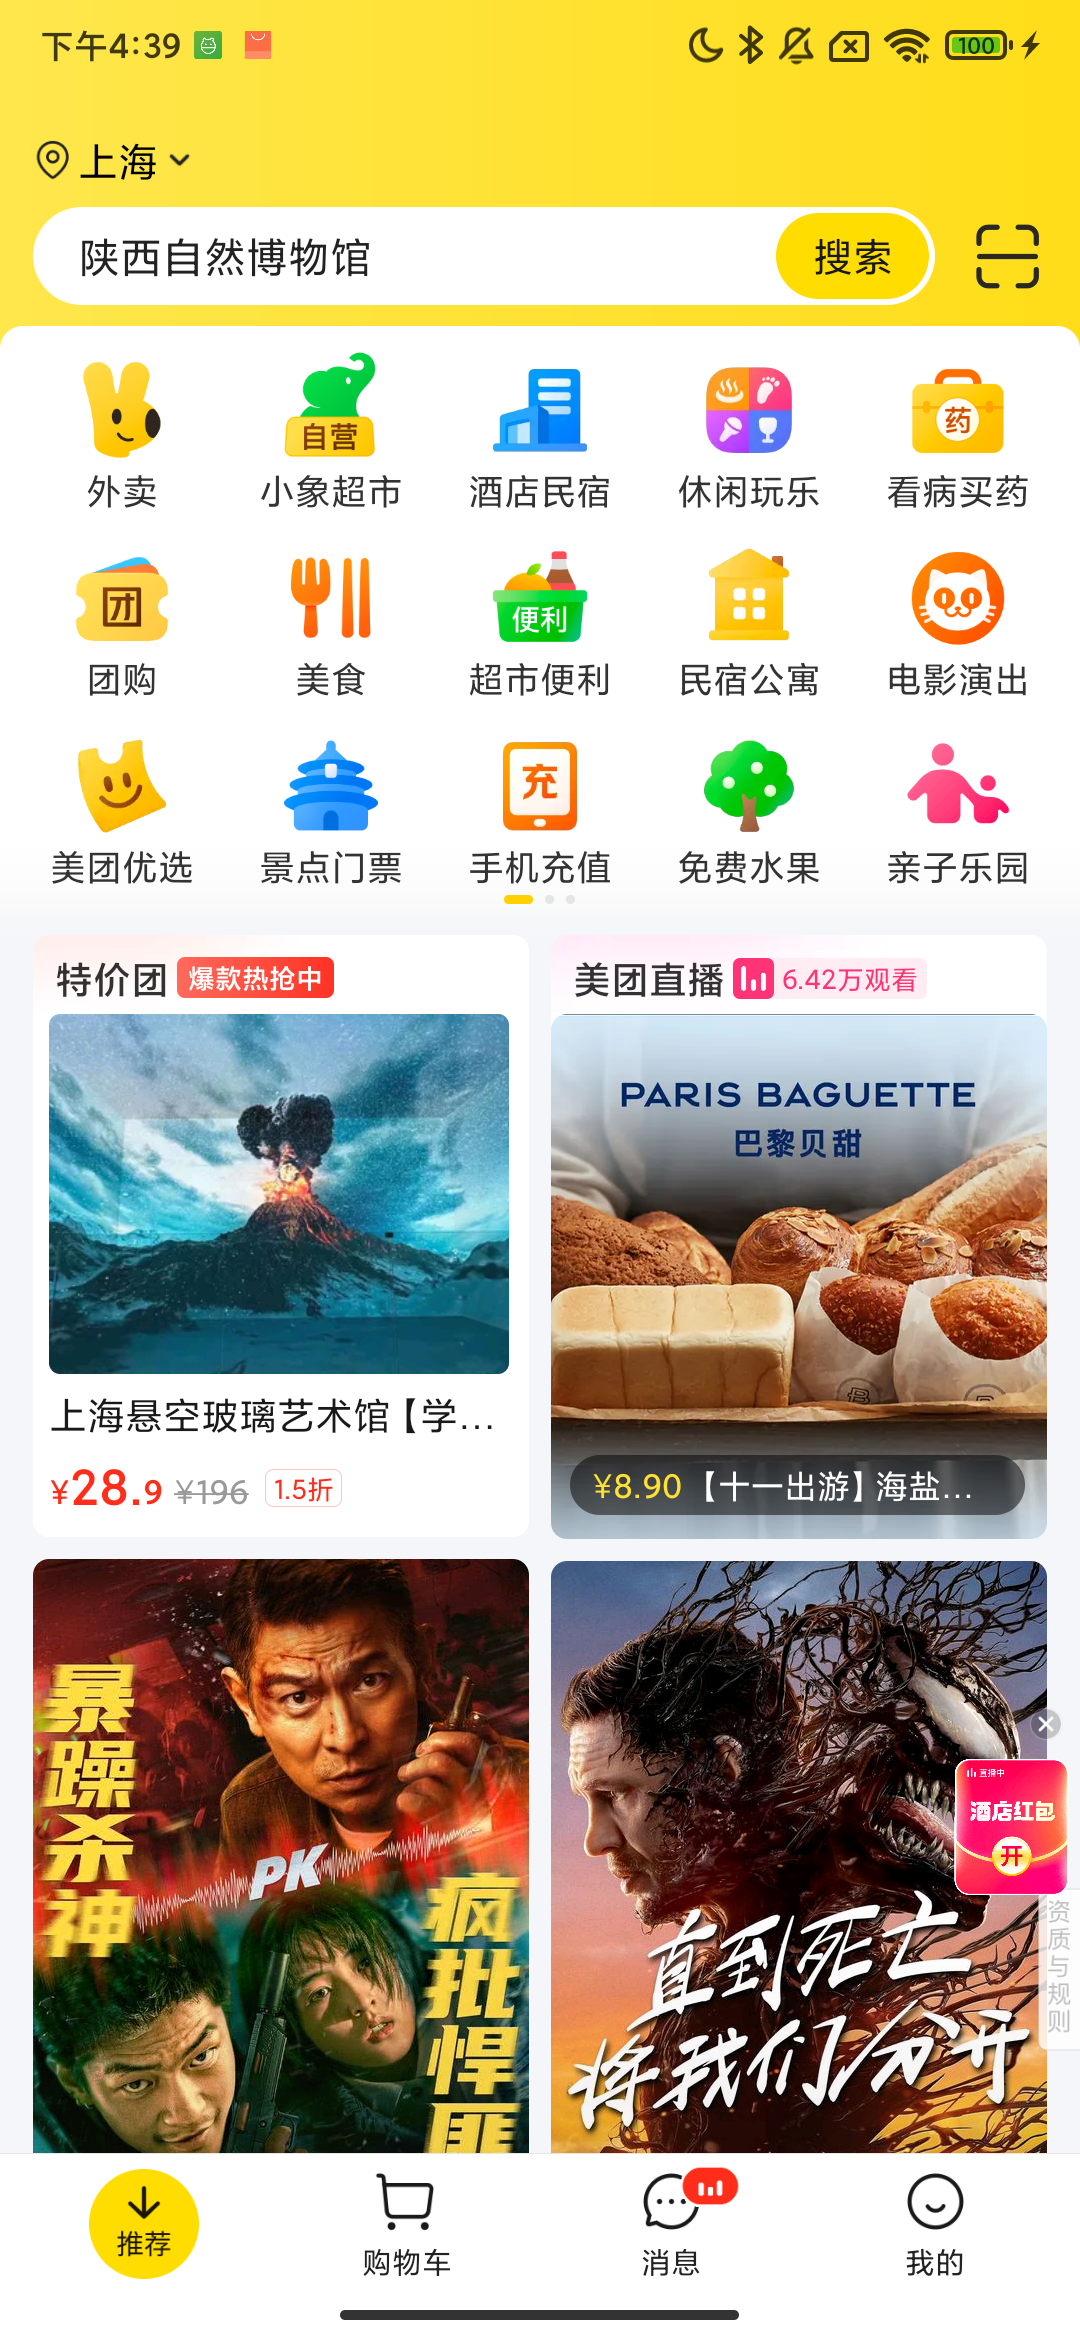 下午4:39
100
上海
陕西自然博物馆
搜索
自营
药
外卖
小象超市
酒店民宿
休闲玩乐
看病买药
团
便利
团购
美食
超市便利
民宿公寓
电影演出
充
美团优选
景点门票
手机充值
免费水果
亲子乐园
特价团
爆款热抢中
上海悬空玻璃艺术馆【学...
¥28.9 ¥196 1.5折
美团直播
6.42万观看
PARIS BAGUETTE
巴黎贝甜
¥8.90【十一出游】海盐...
暴躁杀神
PK
疯批悍匪
直到死亡
将我们分开
直播中
酒店红包
开
资质与规则
推荐
购物车
消息
我的